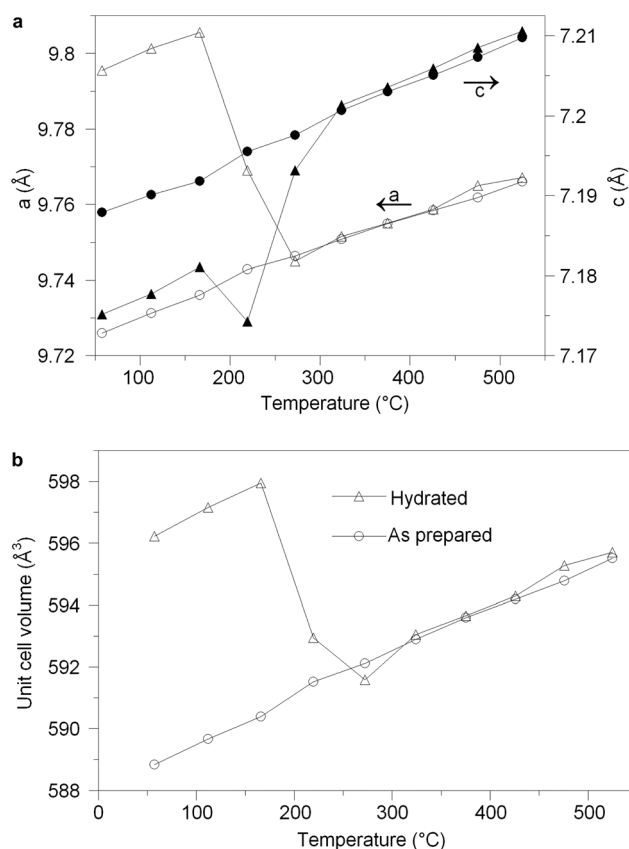 a
9.8
9.78
9.76
9.74
9.72
a (Å)
7.21
7.2
7.19
7.18
7.17
c (Å)
c
a
100 200 300 400 500
Temperature (°C)
b
598
596
594
592
590
588
Unit cell volume (Å³)
Hydrated
As prepared
0 100 200 300 400 500
Temperature (°C)